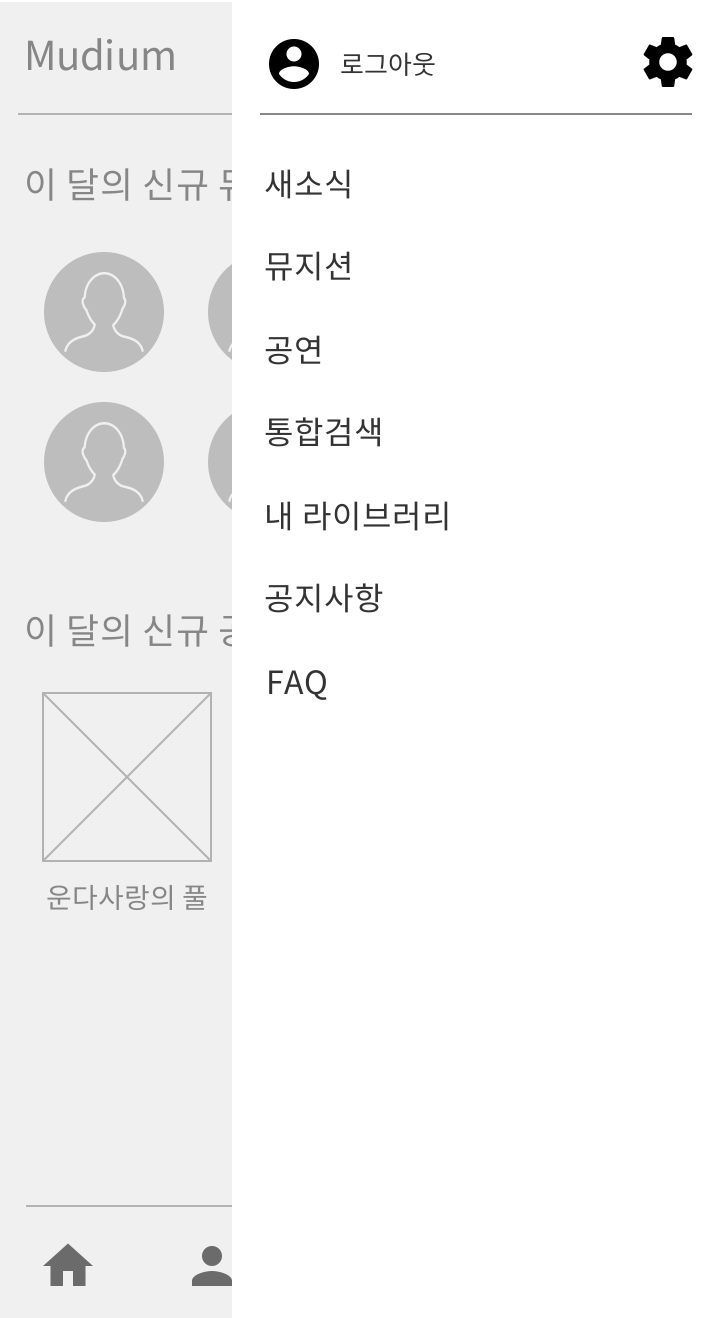 Mudium
로그아웃
이 달의 신규
새소식
뮤지션
공연
통합검색
내 라이브러리
공지사항
이 달의 신규
FAQ
운다사랑의 풀